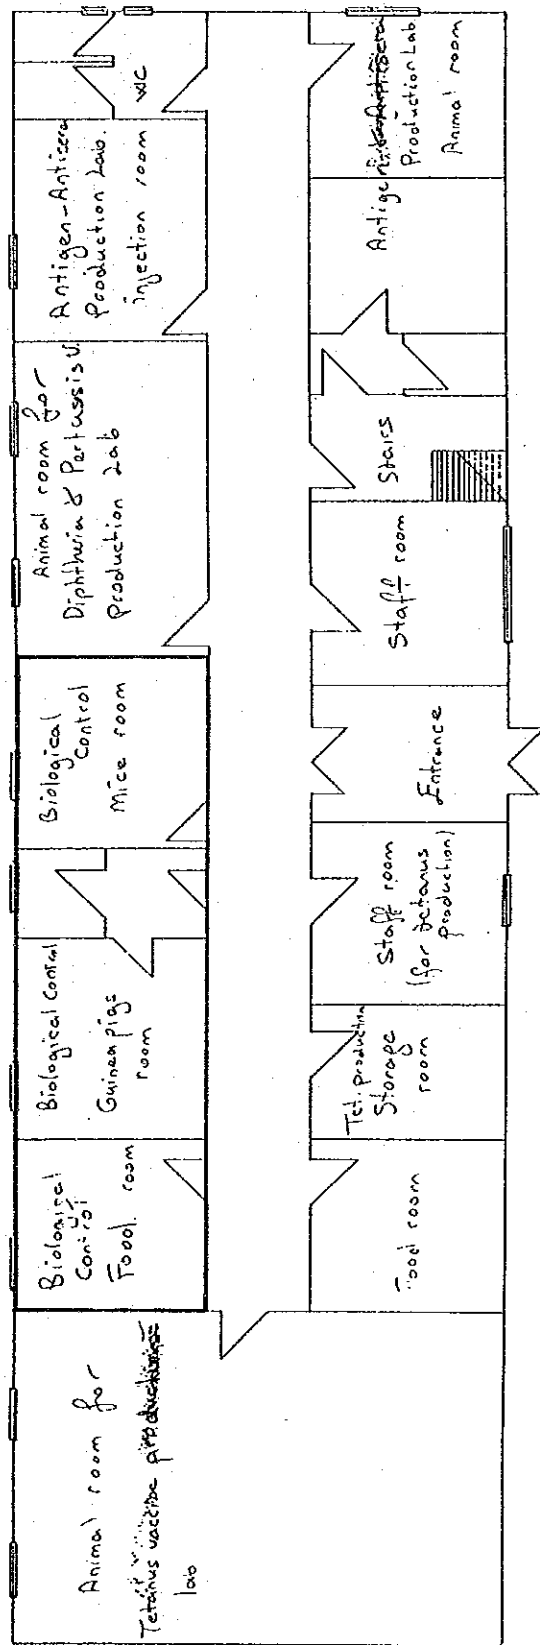 WC
Antigen-Antisera
Production Lab.
injection room
Animal room for
Diphtheria & Pertussis V.
Production Lab
Biological
Control
Mice room
Biological Control
Guinea pigs
room
Biological
Control
Food room
Animal room for
Tetanus vaccine production
lab
Production Lab.
Animal room
Stairs
Staff room
Entrance
Staff room
(for tetanus
production)
Tet. production
Storage
room
Food room